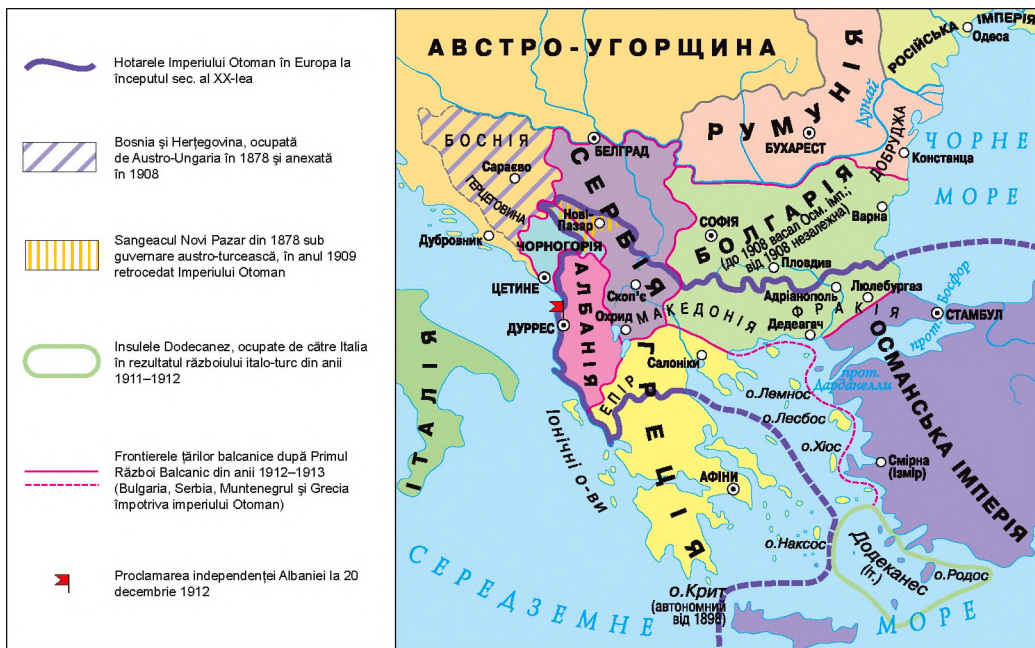 Hotarele Imperiului Otoman în Europa la
începutul sec. al XX-lea
Bosnia și Herțegovina, ocupată
de Austro-Ungaria în 1878 și anexată
în 1908
Sangeacul Novi Pazar din 1878 sub
guvernare austro-turcească, în anul 1909
retrocedat Imperiului Otoman
Insulele Dodecanez, ocupate de către Italia
în rezultatul războiului italo-turc din anii
1911–1912
Frontierele țărilor balcanice după Primul
Război Balcanic din anii 1912–1913
(Bulgaria, Serbia, Muntenegrul și Grecia
împotriva imperiului Otoman)
Proclamarea independenței Albaniei la 20
decembrie 1912
АВСТРО-УГОРЩИНА
РОСІЙСЬКА ІМПЕРІЯ
Одеса
РУМУНІЯ
Дунай
БУХАРЕСТ
ДОБРУДЖА
Констанца
ЧОРНЕ
МОРЕ
БОСНІЯ
Сараєво
ГЕРЦЕГОВИНА
Дубровник
БЕЛГРАД
СЕРБІЯ
Нові-
Пазар
ЧОРНОГОРІЯ
ЦЕТИНЕ
БОЛГАРІЯ
(до 1908 васал Осм. імп.;
від 1908 незалежна)
СОФІЯ
Варна
Пловдив
Адріанополь
Люлебургаз
прот. Босфор
СТАМБУЛ
Скоп'є
Охрид
МАКЕДОНІЯ
ФРАКІЯ
Дедеагач
АЛБАНІЯ
ДУРРЕС
Салоніки
прот.
Дарданелли
ОСМАНСЬКА ІМПЕРІЯ
ІТАЛІЯ
ЕПІР
ГРЕЦІЯ
Іонічні о-ви
о.Лемнос
о.Лесбос
о.Хіос
Смірна
(Ізмір)
АФІНИ
о.Наксос
Додеканес
(Іт.)
о.Родос
о.Крит
(автономний
від 1898)
СЕРЕДЗЕМНЕ МОРЕ